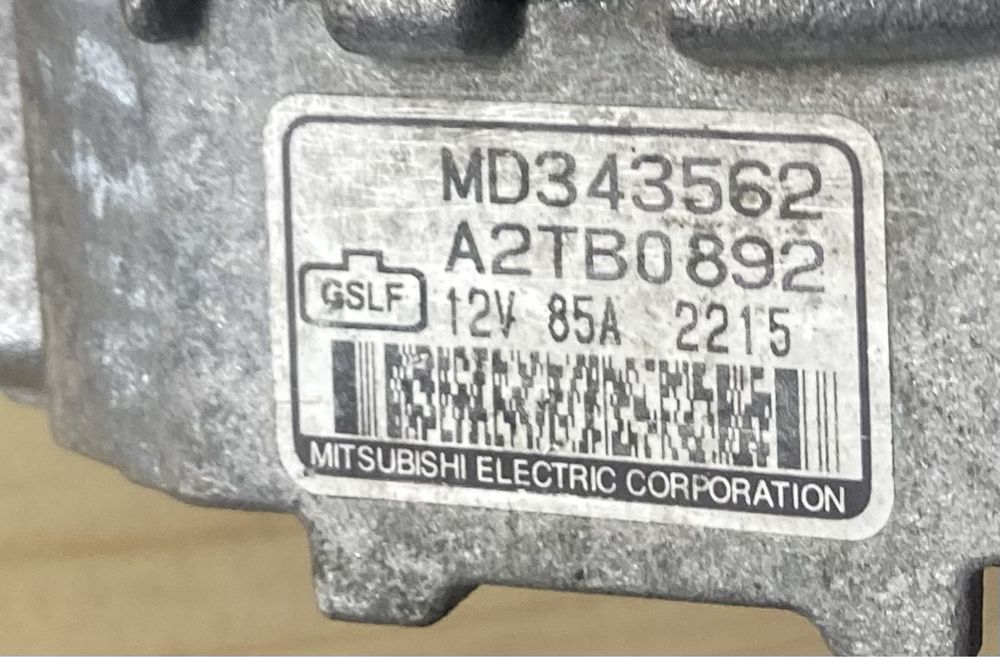 MD343562
A2TB0892
GSLF
12V 85A 2215
MITSUBISHI ELECTRIC CORPORATION